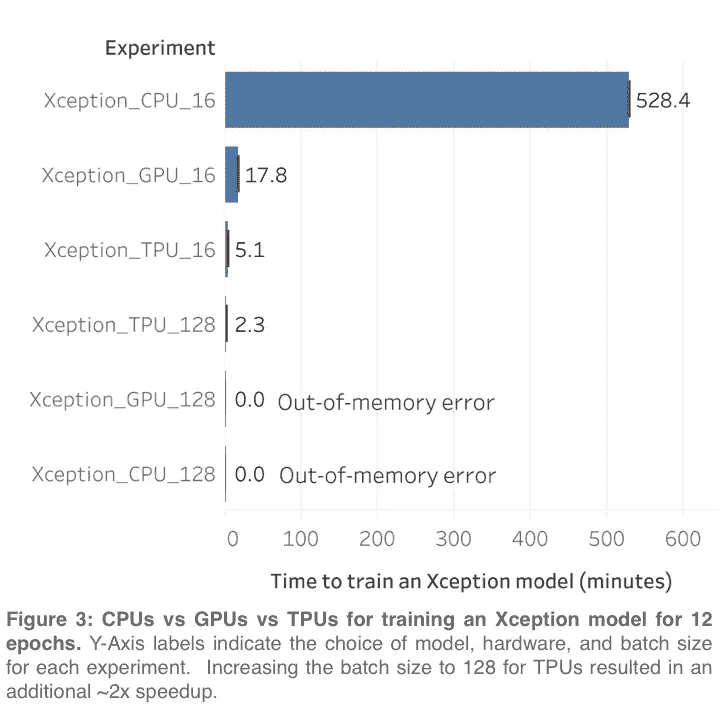 Experiment
Xception_CPU_16 528.4
Xception_GPU_16 17.8
Xception_TPU_16 5.1
Xception_TPU_128 2.3
Xception_GPU_128 0.0 Out-of-memory error
Xception_CPU_128 0.0 Out-of-memory error
0 100 200 300 400 500 600
Time to train an Xception model (minutes)
Figure 3: CPUs vs GPUs vs TPUs for training an Xception model for 12
epochs. Y-Axis labels indicate the choice of model, hardware, and batch size
for each experiment. Increasing the batch size to 128 for TPUs resulted in an
additional ~2x speedup.